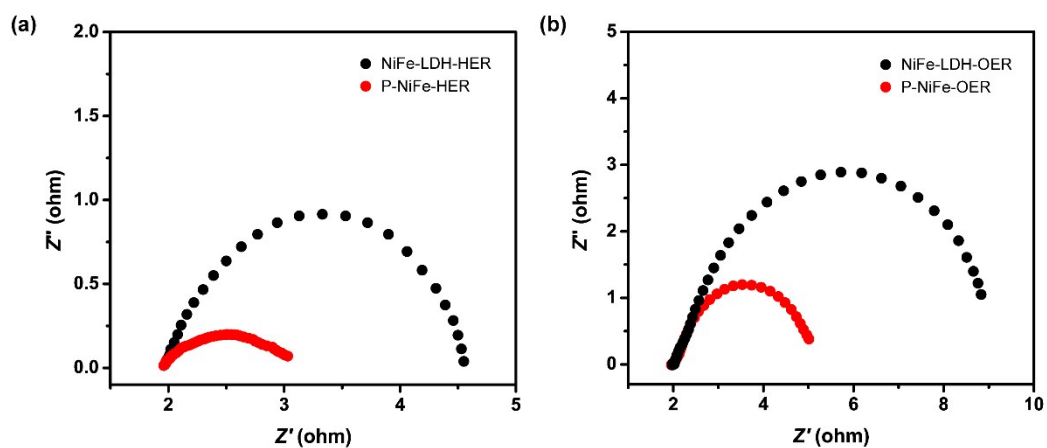 (a)
2.0
1.5
1.0
0.5
0.0
Z'' (ohm)
NiFe-LDH-HER
P-NiFe-HER
2
3
4
5
Z' (ohm)
(b)
5
4
3
2
1
0
Z'' (ohm)
NiFe-LDH-OER
P-NiFe-OER
2
4
6
8
10
Z' (ohm)